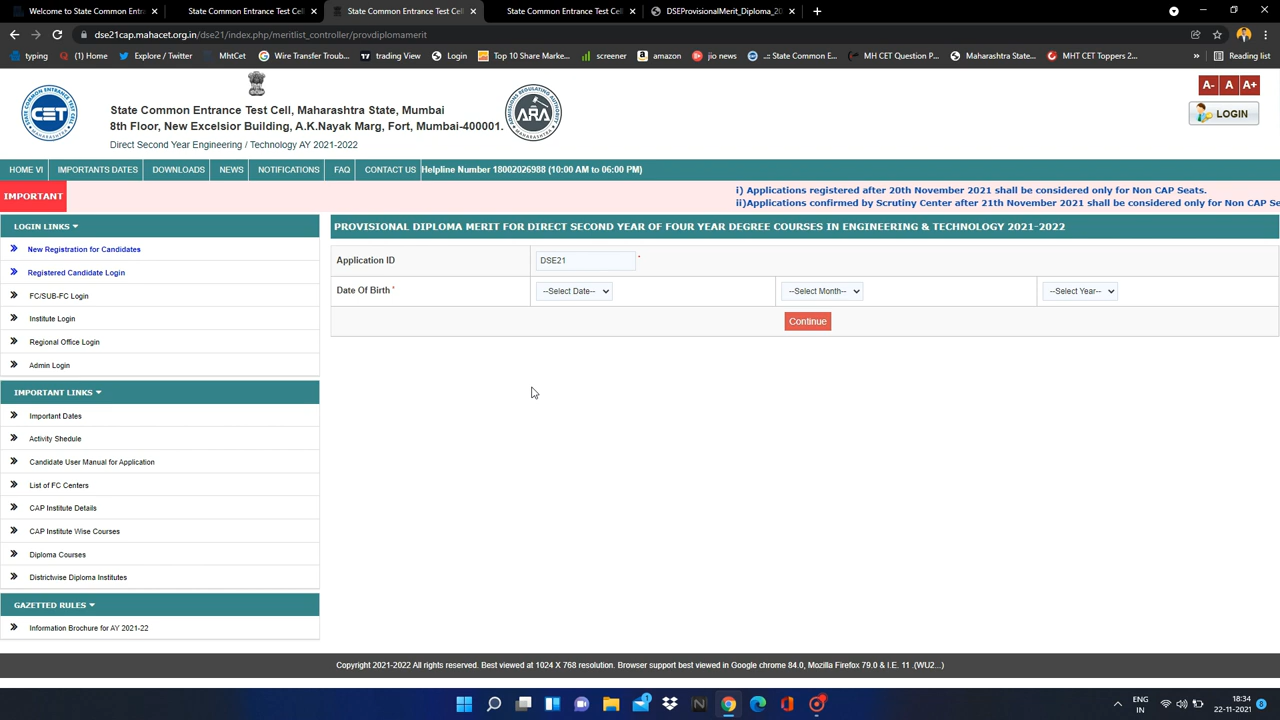 Welcome to State Common Entran
State Common Entrance Test Cell,
State Common Entrance Test Cell,
State Common Entrance Test Cell,
DSEProvisionalMerit_Diploma_20
dse21cap.mahacet.org.in/dse21/index.php/meritlist_controller/provdiplomamerit
typing
(1) Home
Explore / Twitter
MhtCet
Wire Transfer Troub...
trading View
Login
Top 10 Share Marke...
screener
amazon
jio news
..:: State Common E...
MH CET Question P...
Maharashtra State...
MHT CET Toppers 2...
»
Reading list
State Common Entrance Test Cell, Maharashtra State, Mumbai
8th Floor, New Excelsior Building, A.K.Nayak Marg, Fort, Mumbai-400001.
Direct Second Year Engineering / Technology AY 2021-2022
CET
ARA
A- A A+
LOGIN
HOME VI IMPORTANTS DATES DOWNLOADS NEWS NOTIFICATIONS FAQ CONTACT US Helpline Number 18002026988 (10:00 AM to 06:00 PM)
IMPORTANT
i) Applications registered after 20th November 2021 shall be considered only for Non CAP Seats.
ii)Applications confirmed by Scrutiny Center after 21th November 2021 shall be considered only for Non CAP Se
LOGIN LINKS
New Registration for Candidates
Registered Candidate Login
FC/SUB-FC Login
Institute Login
Regional Office Login
Admin Login
IMPORTANT LINKS
Important Dates
Activity Shedule
Candidate User Manual for Application
List of FC Centers
CAP Institute Details
CAP Institute Wise Courses
Diploma Courses
Districtwise Diploma Institutes
GAZETTED RULES
Information Brochure for AY 2021-22
PROVISIONAL DIPLOMA MERIT FOR DIRECT SECOND YEAR OF FOUR YEAR DEGREE COURSES IN ENGINEERING & TECHNOLOGY 2021-2022
Application ID DSE21 *
Date Of Birth * --Select Date-- --Select Month-- --Select Year--
Continue
Copyright 2021-2022 All rights reserved. Best viewed at 1024 X 768 resolution. Browser support best viewed in Google chrome 84.0, Mozilla Firefox 79.0 & I.E. 11 .(WU2...)
ENG
IN
18:34
22-11-2021